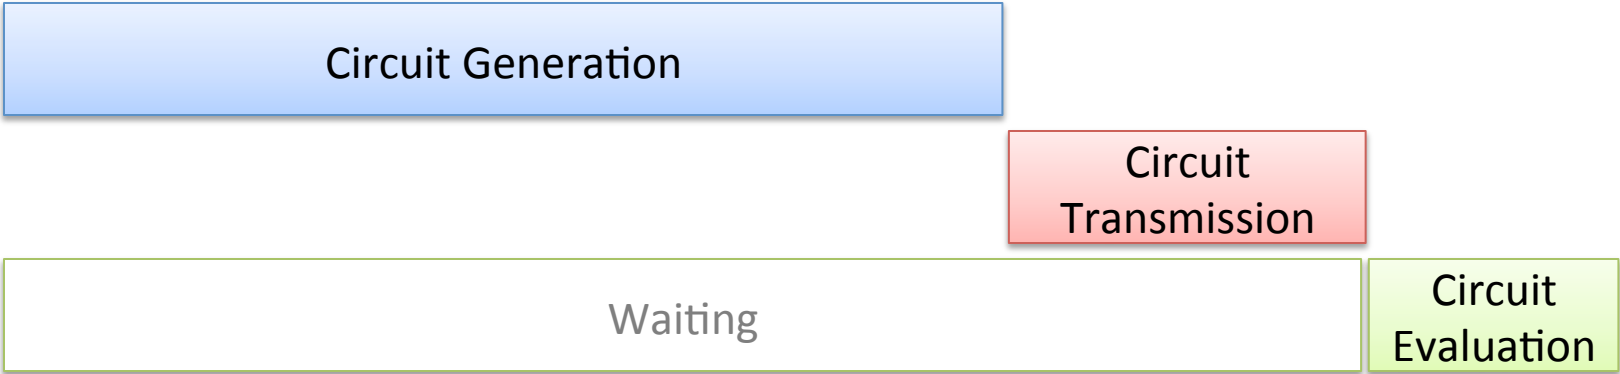 Circuit Generation
Circuit
Transmission
Waiting
Circuit
Evaluation